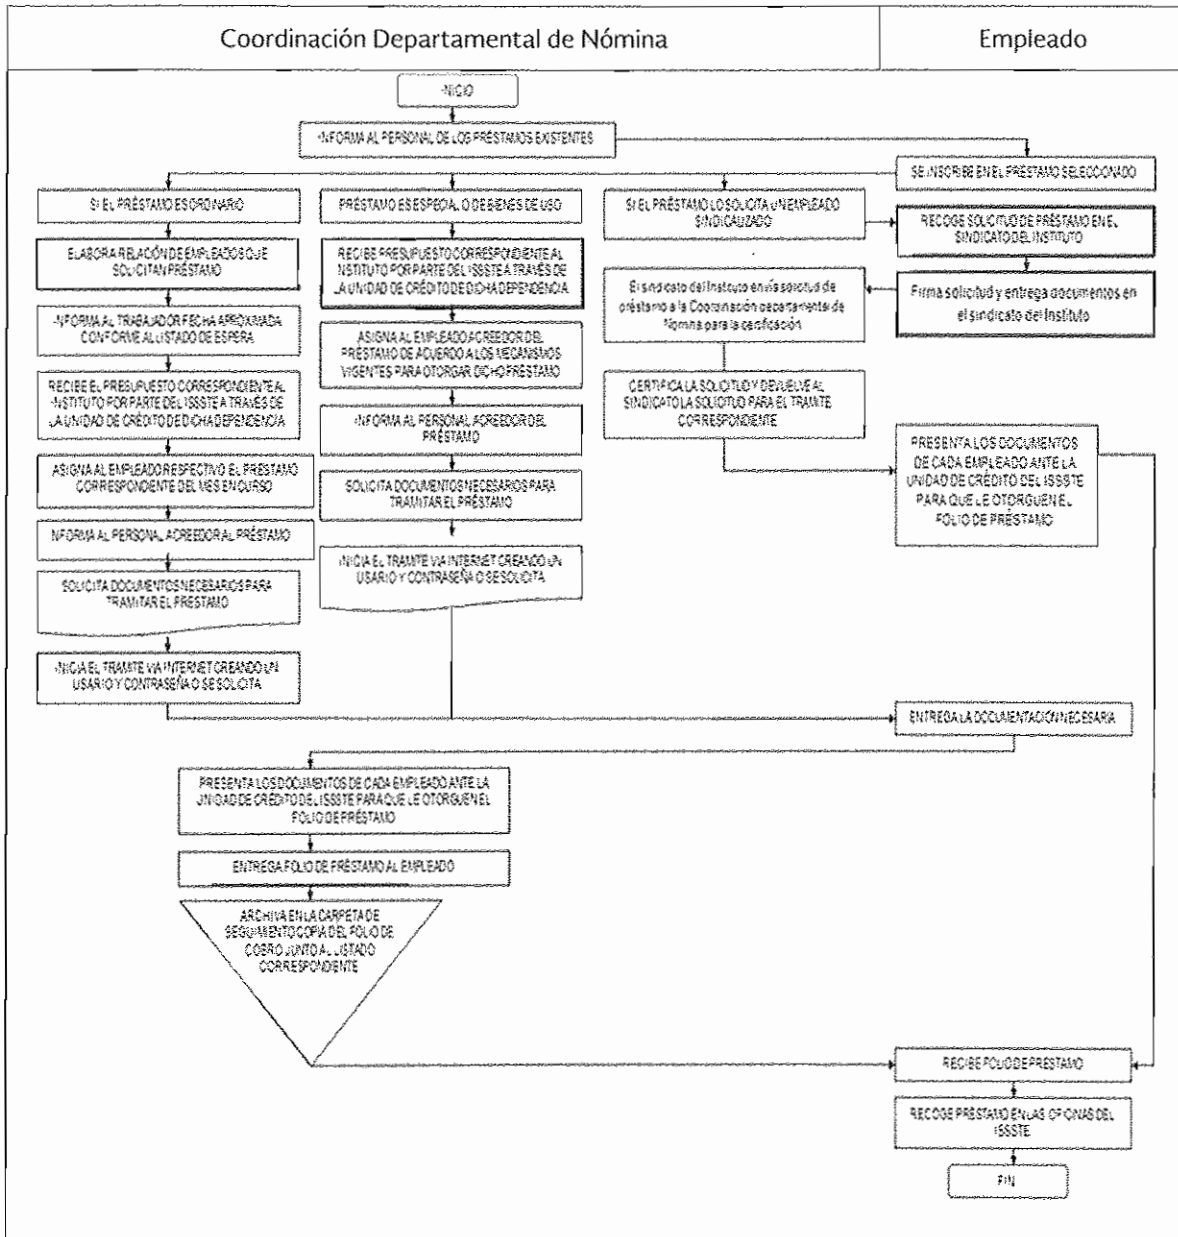 Coordinación Departamental de Nómina
Empleado
INICIO
INFORMA AL PERSONAL DE LOS PRÉSTAMOS EXISTENTES
SE INSCRIBE EN EL PRÉSTAMO SELECCIONADO
SI EL PRÉSTAMO ES ORDINARIO
ELABORA RELACIÓN DE EMPLEADOS QUE
SOLICITAN PRÉSTAMO
INFORMA AL TRABAJADOR FECHA APROXIMADA
CONFORME AL LISTADO DE ESPERA
RECIBE EL PRESUPUESTO CORRESPONDIENTE AL
INSTITUTO POR PARTE DEL ISSSTE A TRAVÉS DE
LA UNIDAD DE CRÉDITO DE DICHA DEPENDENCIA
ASIGNA AL EMPLEADO RESPECTIVO EL PRÉSTAMO
CORRESPONDIENTE DEL MES EN CURSO
INFORMA AL PERSONAL ACREEDOR AL PRÉSTAMO
SOLICITA DOCUMENTOS NECESARIOS PARA
TRAMITAR EL PRÉSTAMO
INICIA EL TRAMITE VIA INTERNET CREANDO UN
USUARIO Y CONTRASEÑA O SE SOLICITA
PRÉSTAMO ES ESPECIAL O DE BIENES DE USO
RECIBE PRESUPUESTO CORRESPONDIENTE AL
INSTITUTO POR PARTE DEL ISSSTE A TRAVÉS DE
LA UNIDAD DE CRÉDITO DE DICHA DEPENDENCIA
ASIGNA AL EMPLEADO ACREEDOR DEL
PRÉSTAMO DE ACUERDO A LOS MECANISMOS
VIGENTES PARA OTORGAR DICHO PRÉSTAMO
INFORMA AL PERSONAL ACREEDOR DEL
PRÉSTAMO
SOLICITA DOCUMENTOS NECESARIOS PARA
TRAMITAR EL PRÉSTAMO
INICIA EL TRAMITE VIA INTERNET CREANDO UN
USARIO Y CONTRASEÑA O SE SOLICITA
SI EL PRÉSTAMO LO SOLICITA UN EMPLEADO
SINDICALIZADO
RECOGE SOLICITUD DE PRÉSTAMO EN EL
SINDICATO DEL INSTITUTO
Firma solicitud y entrega documentos en
el sindicato del Instituto
El sindicato del Instituto envía solicitud de
préstamo a la Coordinación departamental de
Nomina para la certificación
CERTIFICA LA SOLICITUD Y DEVUELVE AL
SINDICATO LA SOLICITUD PARA EL TRAMITE
CORRESPONDIENTE
PRESENTA LOS DOCUMENTOS
DE CADA EMPLEADO ANTE LA
UNIDAD DE CRÉDITO DEL ISSSTE
PARA QUE LE OTORGUEN EL
FOLIO DE PRÉSTAMO
ENTREGA LA DOCUMENTACIÓN NECESARIA
PRESENTA LOS DOCUMENTOS DE CADA EMPLEADO ANTE LA
UNIDAD DE CRÉDITO DEL ISSSTE PARA QUE LE OTORGUEN EL
FOLIO DE PRÉSTAMO
ENTREGA FOLIO DE PRÉSTAMO AL EMPLEADO
ARCHIVA EN LA CARPETA DE
SEGUIMIENTO COPIA DEL FOLIO DE
COBRO JUNTO AL LISTADO
CORRESPONDIENTE
RECIBE FOLIO DE PRÉSTAMO
RECOGE PRÉSTAMO EN LAS OFICINAS DEL
ISSSTE
FIN